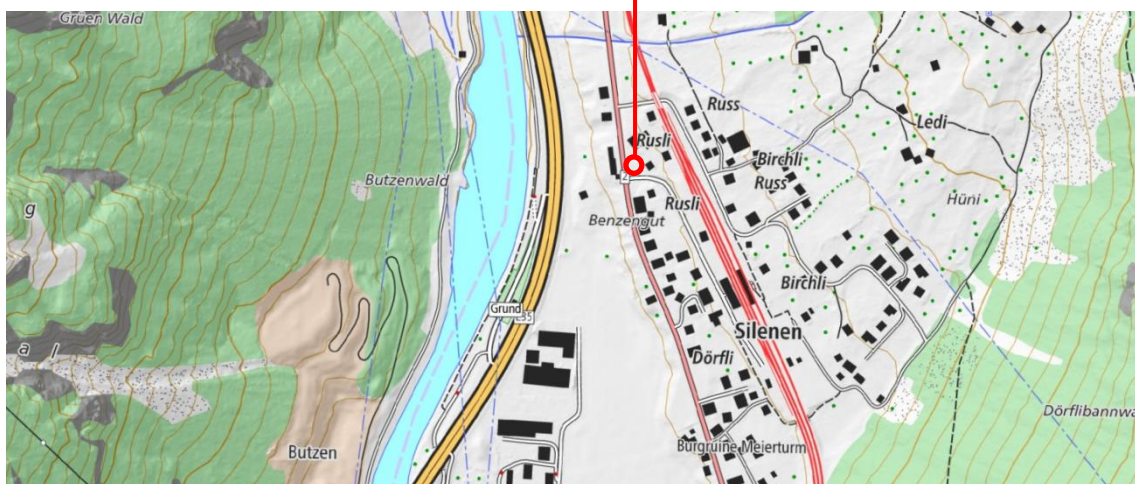 Gruen Wald
Russ
Rusli
Ledi
Birchli
Butzenwald
Russ
2
Rusli
Hüni
g
Benzengut
Birchli
Grund
Silenen
a l
Dörfli
Dörflibannwa
Burgruine Meierturm
Butzen